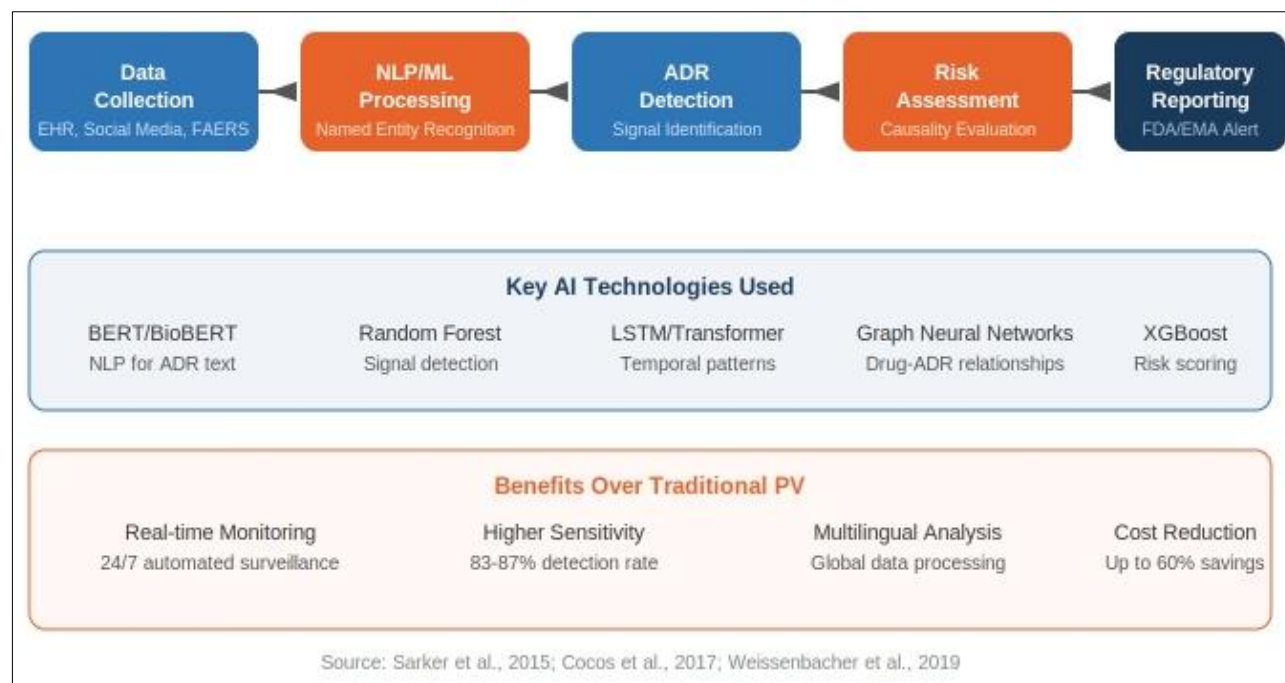 Data
Collection
EHR, Social Media, FAERS
NLP/ML
Processing
Named Entity Recognition
ADR
Detection
Signal Identification
Risk
Assessment
Causality Evaluation
Regulatory
Reporting
FDA/EMA Alert
Key AI Technologies Used
BERT/BioBERT
NLP for ADR text
Random Forest
Signal detection
LSTM/Transformer
Temporal patterns
Graph Neural Networks
Drug-ADR relationships
XGBoost
Risk scoring
Benefits Over Traditional PV
Real-time Monitoring
24/7 automated surveillance
Higher Sensitivity
83-87% detection rate
Multilingual Analysis
Global data processing
Cost Reduction
Up to 60% savings
Source: Sarker et al., 2015; Cocos et al., 2017; Weissenbacher et al., 2019